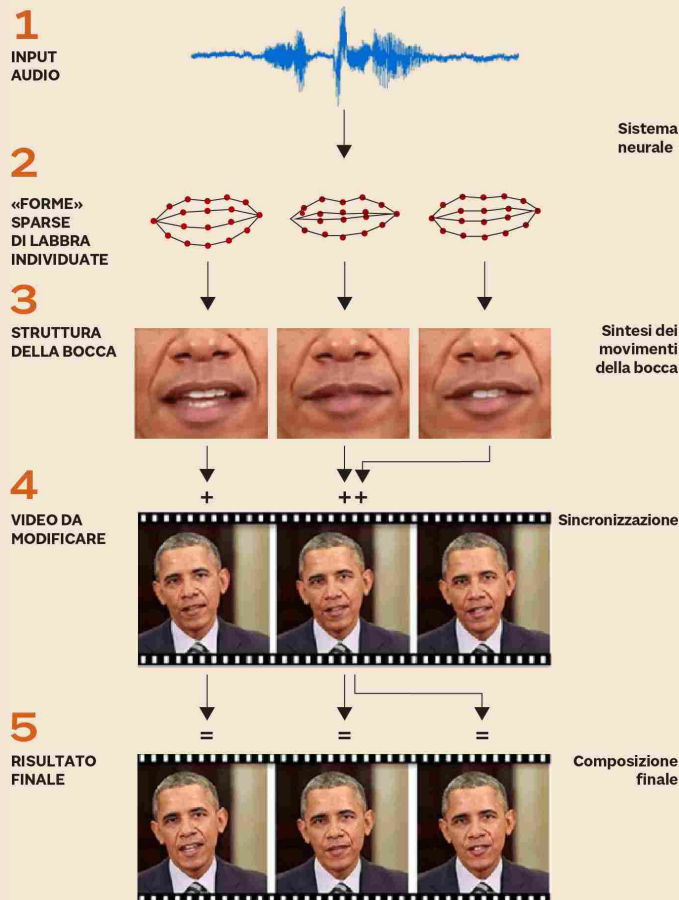 1
INPUT
AUDIO
Sistema
neurale
2
«FORME»
SPARSE
DI LABBRA
INDIVIDUATE
3
STRUTTURA
DELLA BOCCA
Sintesi dei
movimenti
della bocca
4
+
++
VIDEO DA
MODIFICARE
Sincronizzazione
5
=
=
=
RISULTATO
FINALE
Composizione
finale